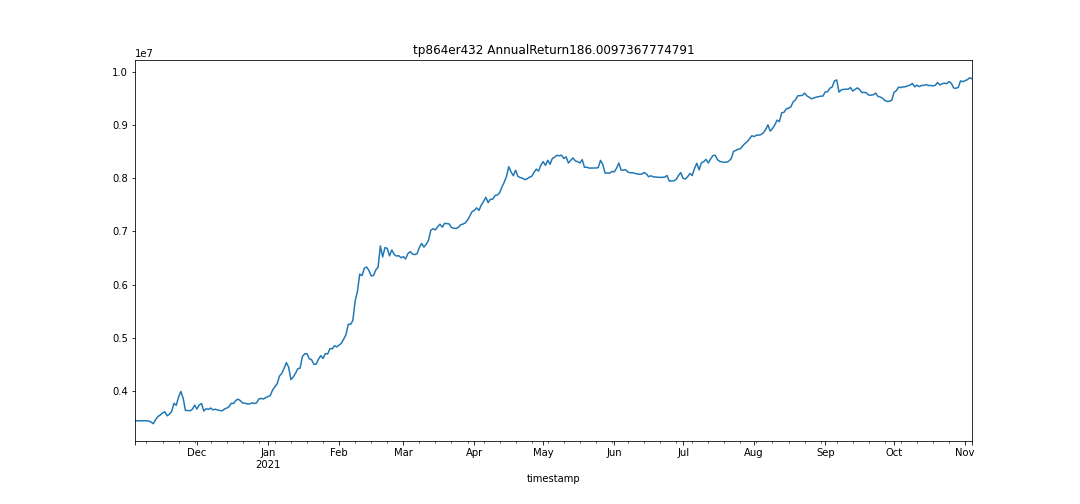 tp864er432 AnnualReturn186.0097367774791
1e7
1.0
0.9
0.8
0.7
0.6
0.5
0.4
Dec Jan Feb Mar Apr May Jun Jul Aug Sep Oct Nov
2021
timestamp